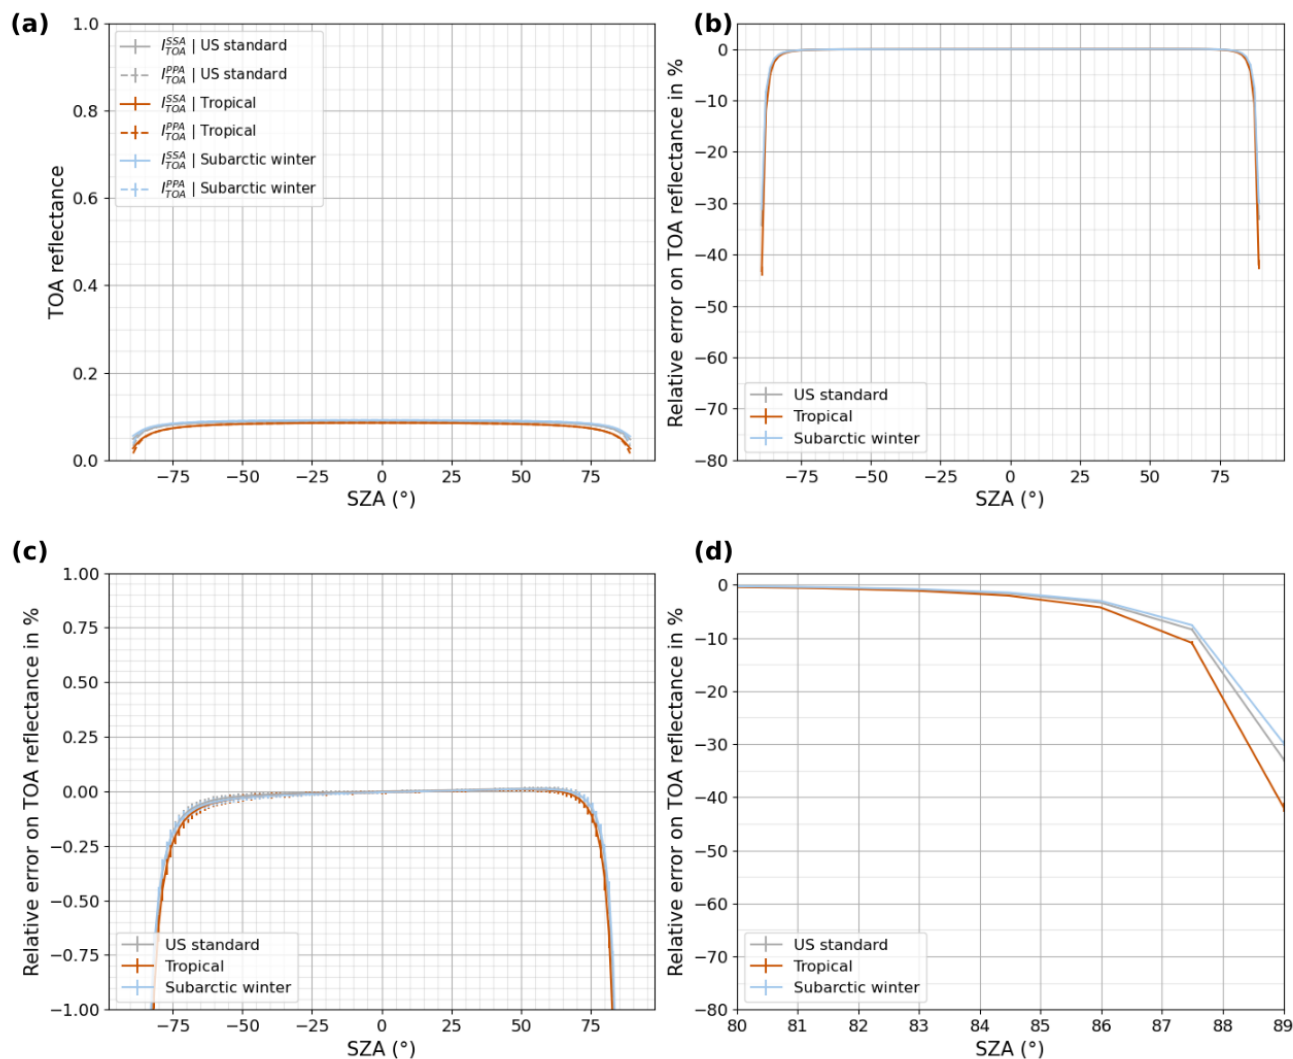 (a)
1.0
0.8
0.6
0.4
0.2
0.0
TOA reflectance
I^{SSA}_{TOA} | US standard
I^{PPA}_{TOA} | US standard
I^{SSA}_{TOA} | Tropical
I^{PPA}_{TOA} | Tropical
I^{SSA}_{TOA} | Subarctic winter
I^{PPA}_{TOA} | Subarctic winter
−75 −50 −25 0 25 50 75
SZA (°)
(b)
0
−10
−20
−30
−40
−50
−60
−70
−80
Relative error on TOA reflectance in %
US standard
Tropical
Subarctic winter
−75 −50 −25 0 25 50 75
SZA (°)
(c)
1.00
0.75
0.50
0.25
0.00
−0.25
−0.50
−0.75
−1.00
Relative error on TOA reflectance in %
US standard
Tropical
Subarctic winter
−75 −50 −25 0 25 50 75
SZA (°)
(d)
0
−10
−20
−30
−40
−50
−60
−70
−80
Relative error on TOA reflectance in %
US standard
Tropical
Subarctic winter
80 81 82 83 84 85 86 87 88 89
SZA (°)